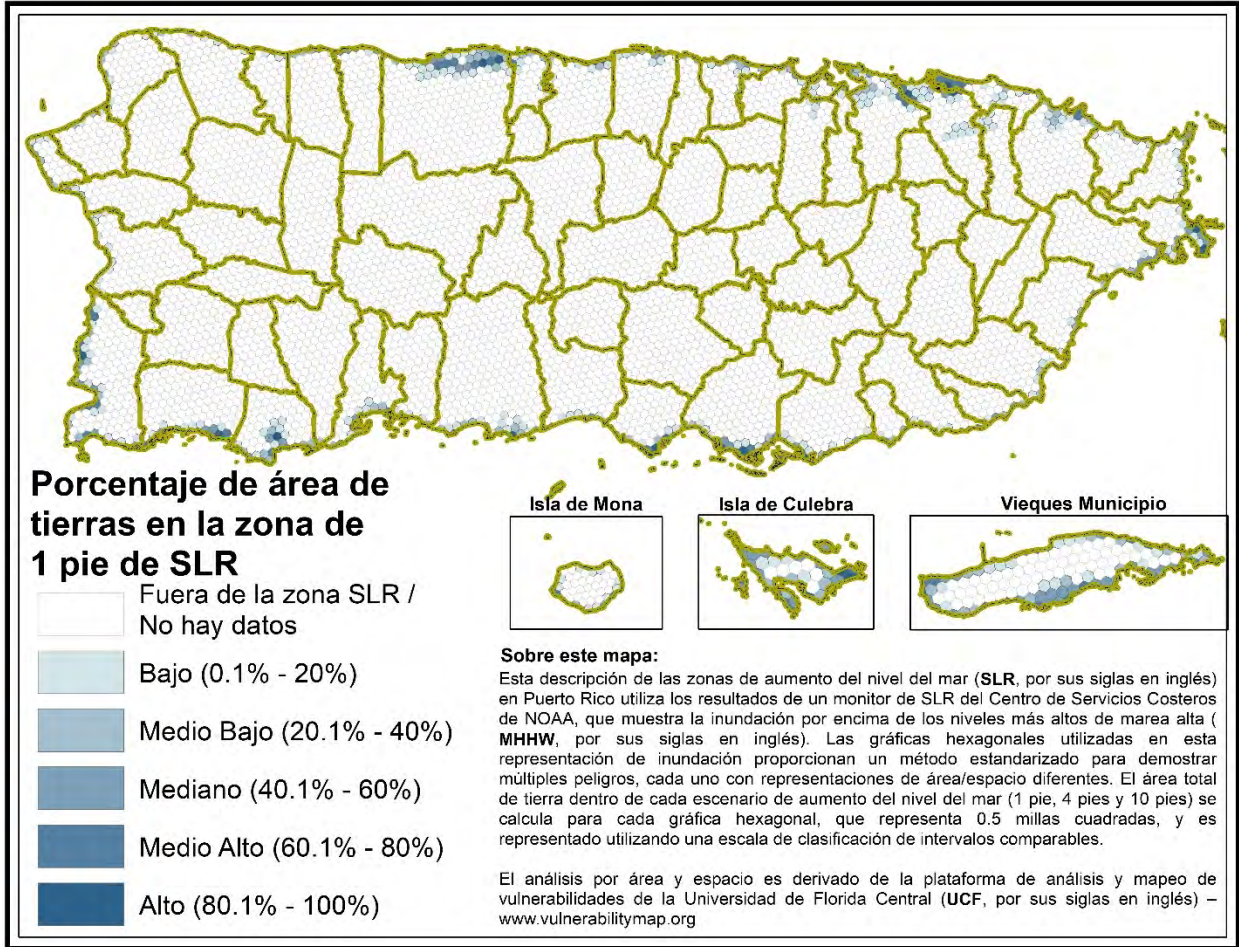 Porcentaje de área de
tierras en la zona de
1 pie de SLR
Fuera de la zona SLR /
No hay datos
Bajo (0.1% - 20%)
Medio Bajo (20.1% - 40%)
Mediano (40.1% - 60%)
Medio Alto (60.1% - 80%)
Alto (80.1% - 100%)
Isla de Mona
Isla de Culebra
Vieques Municipio
Sobre este mapa:
Esta descripción de las zonas de aumento del nivel del mar (SLR, por sus siglas en inglés)
en Puerto Rico utiliza los resultados de un monitor de SLR del Centro de Servicios Costeros
de NOAA, que muestra la inundación por encima de los niveles más altos de marea alta (
MHHW, por sus siglas en inglés). Las gráficas hexagonales utilizadas en esta
representación de inundación proporcionan un método estandarizado para demostrar
múltiples peligros, cada uno con representaciones de área/espacio diferentes. El área total
de tierra dentro de cada escenario de aumento del nivel del mar (1 pie, 4 pies y 10 pies) se
calcula para cada gráfica hexagonal, que representa 0.5 millas cuadradas, y es
representado utilizando una escala de clasificación de intervalos comparables.
El análisis por área y espacio es derivado de la plataforma de análisis y mapeo de
vulnerabilidades de la Universidad de Florida Central (UCF, por sus siglas en inglés) –
www.vulnerabilitymap.org